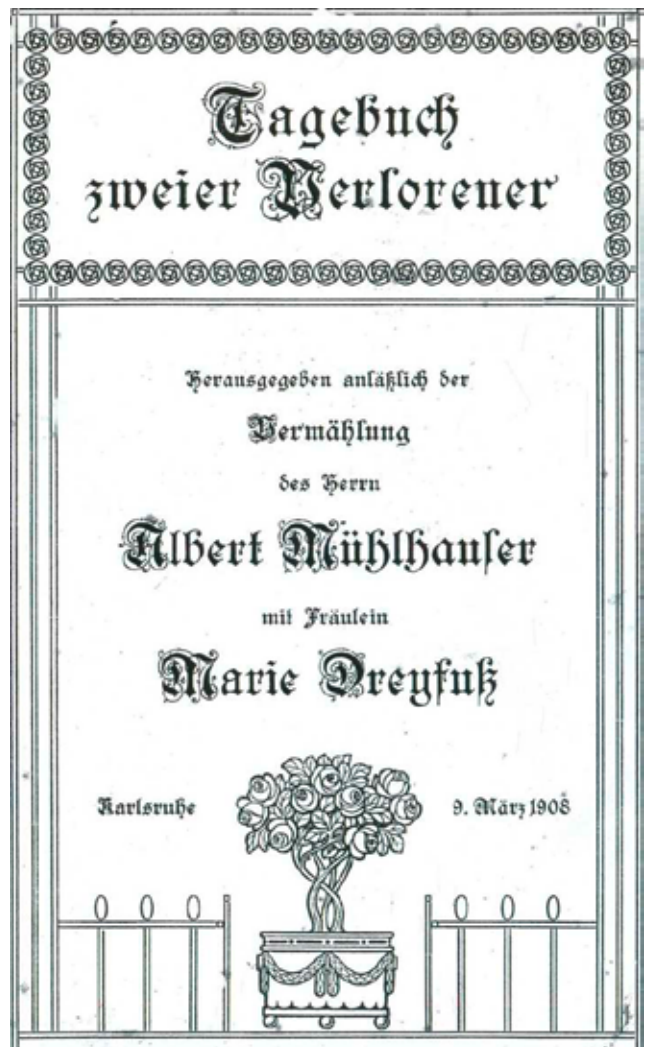 Tagebuch
zweier Verlorener
Herausgegeben anläßlich der
Vermählung
des Herrn
Albert Mühlhauser
mit Fräulein
Marie Dreyfuß
Karlsruhe 9. März 1908